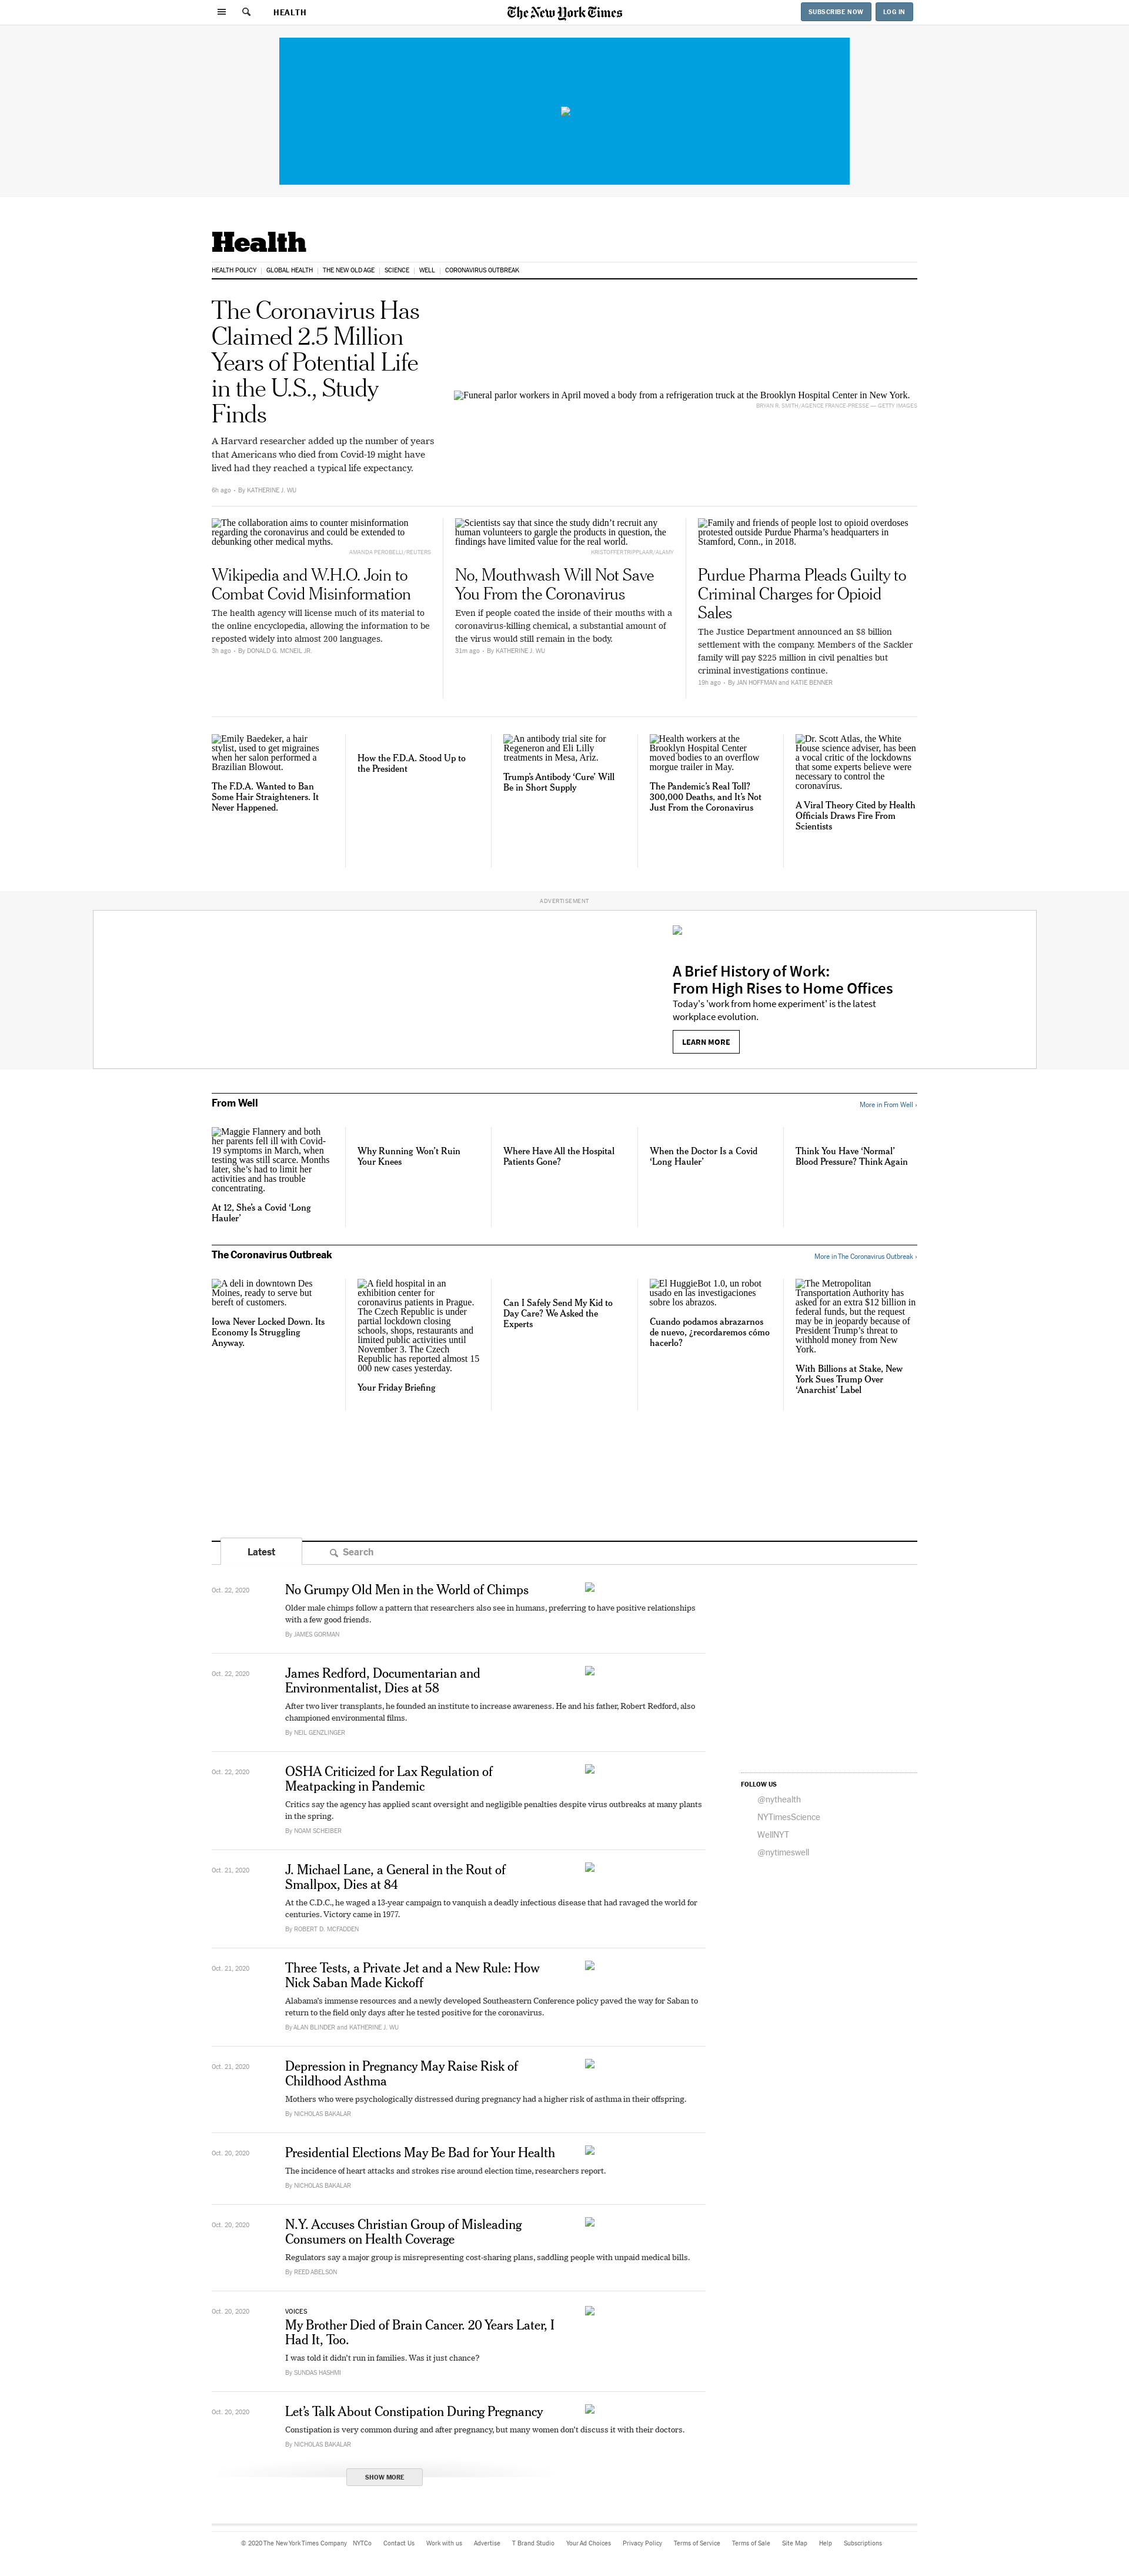 HEALTH
The New York Times
SUBSCRIBE NOW
LOG IN
Health
HEALTH POLICY | GLOBAL HEALTH | THE NEW OLD AGE | SCIENCE | WELL | CORONAVIRUS OUTBREAK
The Coronavirus Has
Claimed 2.5 Million
Years of Potential Life
in the U.S., Study
Finds
A Harvard researcher added up the number of years
that Americans who died from Covid-19 might have
lived had they reached a typical life expectancy.
6h ago • By KATHERINE J. WU
Funeral parlor workers in April moved a body from a refrigeration truck at the Brooklyn Hospital Center in New York.
BRYAN R. SMITH/AGENCE FRANCE-PRESSE — GETTY IMAGES
The collaboration aims to counter misinformation
regarding the coronavirus and could be extended to
debunking other medical myths.
AMANDA PEROBELLI/REUTERS
Wikipedia and W.H.O. Join to
Combat Covid Misinformation
The health agency will license much of its material to
the online encyclopedia, allowing the information to be
reposted widely into almost 200 languages.
3h ago • By DONALD G. MCNEIL JR.
Scientists say that since the study didn't recruit any
human volunteers to gargle the products in question, the
findings have limited value for the real world.
KRISTOFFER TRIPPLAAR/ALAMY
No, Mouthwash Will Not Save
You From the Coronavirus
Even if people coated the inside of their mouths with a
coronavirus-killing chemical, a substantial amount of
the virus would still remain in the body.
31m ago • By KATHERINE J. WU
Family and friends of people lost to opioid overdoses
protested outside Purdue Pharma's headquarters in
Stamford, Conn., in 2018.
Purdue Pharma Pleads Guilty to
Criminal Charges for Opioid
Sales
The Justice Department announced an $8 billion
settlement with the company. Members of the Sackler
family will pay $225 million in civil penalties but
criminal investigations continue.
19h ago • By JAN HOFFMAN and KATIE BENNER
Emily Baedeker, a hair
stylist, used to get migraines
when her salon performed a
Brazilian Blowout.
The F.D.A. Wanted to Ban
Some Hair Straighteners. It
Never Happened.
How the F.D.A. Stood Up to
the President
An antibody trial site for
Regeneron and Eli Lilly
treatments in Mesa, Ariz.
Trump's Antibody 'Cure' Will
Be in Short Supply
Health workers at the
Brooklyn Hospital Center
moved bodies to an overflow
morgue trailer in May.
The Pandemic's Real Toll?
300,000 Deaths, and It's Not
Just From the Coronavirus
Dr. Scott Atlas, the White
House science adviser, has been
a vocal critic of the lockdowns
that some experts believe were
necessary to control the
coronavirus.
A Viral Theory Cited by Health
Officials Draws Fire From
Scientists
ADVERTISEMENT
A Brief History of Work:
From High Rises to Home Offices
Today's 'work from home experiment' is the latest
workplace evolution.
LEARN MORE
From Well
More in From Well ›
Maggie Flannery and both
her parents fell ill with Covid-
19 symptoms in March, when
testing was still scarce. Months
later, she's had to limit her
activities and has trouble
concentrating.
At 12, She's a Covid 'Long
Hauler'
Why Running Won't Ruin
Your Knees
Where Have All the Hospital
Patients Gone?
When the Doctor Is a Covid
'Long Hauler'
Think You Have 'Normal'
Blood Pressure? Think Again
The Coronavirus Outbreak
More in The Coronavirus Outbreak ›
A deli in downtown Des
Moines, ready to serve but
bereft of customers.
Iowa Never Locked Down. Its
Economy Is Struggling
Anyway.
A field hospital in an
exhibition center for
coronavirus patients in Prague.
The Czech Republic is under
partial lockdown closing
schools, shops, restaurants and
limited public activities until
November 3. The Czech
Republic has reported almost 15
000 new cases yesterday.
Your Friday Briefing
Can I Safely Send My Kid to
Day Care? We Asked the
Experts
El HuggieBot 1.0, un robot
usado en las investigaciones
sobre los abrazos.
Cuando podamos abrazarnos
de nuevo, ¿recordaremos cómo
hacerlo?
The Metropolitan
Transportation Authority has
asked for an extra $12 billion in
federal funds, but the request
may be in jeopardy because of
President Trump's threat to
withhold money from New
York.
With Billions at Stake, New
York Sues Trump Over
'Anarchist' Label
Latest
Search
Oct. 22, 2020
No Grumpy Old Men in the World of Chimps
Older male chimps follow a pattern that researchers also see in humans, preferring to have positive relationships
with a few good friends.
By JAMES GORMAN
Oct. 22, 2020
James Redford, Documentarian and
Environmentalist, Dies at 58
After two liver transplants, he founded an institute to increase awareness. He and his father, Robert Redford, also
championed environmental films.
By NEIL GENZLINGER
Oct. 22, 2020
OSHA Criticized for Lax Regulation of
Meatpacking in Pandemic
Critics say the agency has applied scant oversight and negligible penalties despite virus outbreaks at many plants
in the spring.
By NOAM SCHEIBER
FOLLOW US
@nythealth
NYTimesScience
WellNYT
@nytimeswell
Oct. 21, 2020
J. Michael Lane, a General in the Rout of
Smallpox, Dies at 84
At the C.D.C., he waged a 13-year campaign to vanquish a deadly infectious disease that had ravaged the world for
centuries. Victory came in 1977.
By ROBERT D. MCFADDEN
Oct. 21, 2020
Three Tests, a Private Jet and a New Rule: How
Nick Saban Made Kickoff
Alabama's immense resources and a newly developed Southeastern Conference policy paved the way for Saban to
return to the field only days after he tested positive for the coronavirus.
By ALAN BLINDER and KATHERINE J. WU
Oct. 21, 2020
Depression in Pregnancy May Raise Risk of
Childhood Asthma
Mothers who were psychologically distressed during pregnancy had a higher risk of asthma in their offspring.
By NICHOLAS BAKALAR
Oct. 20, 2020
Presidential Elections May Be Bad for Your Health
The incidence of heart attacks and strokes rise around election time, researchers report.
By NICHOLAS BAKALAR
Oct. 20, 2020
N.Y. Accuses Christian Group of Misleading
Consumers on Health Coverage
Regulators say a major group is misrepresenting cost-sharing plans, saddling people with unpaid medical bills.
By REED ABELSON
Oct. 20, 2020
VOICES
My Brother Died of Brain Cancer. 20 Years Later, I
Had It, Too.
I was told it didn't run in families. Was it just chance?
By SUNDAS HASHMI
Oct. 20, 2020
Let's Talk About Constipation During Pregnancy
Constipation is very common during and after pregnancy, but many women don't discuss it with their doctors.
By NICHOLAS BAKALAR
SHOW MORE
© 2020 The New York Times Company NYTCo Contact Us Work with us Advertise T Brand Studio Your Ad Choices Privacy Policy Terms of Service Terms of Sale Site Map Help Subscriptions